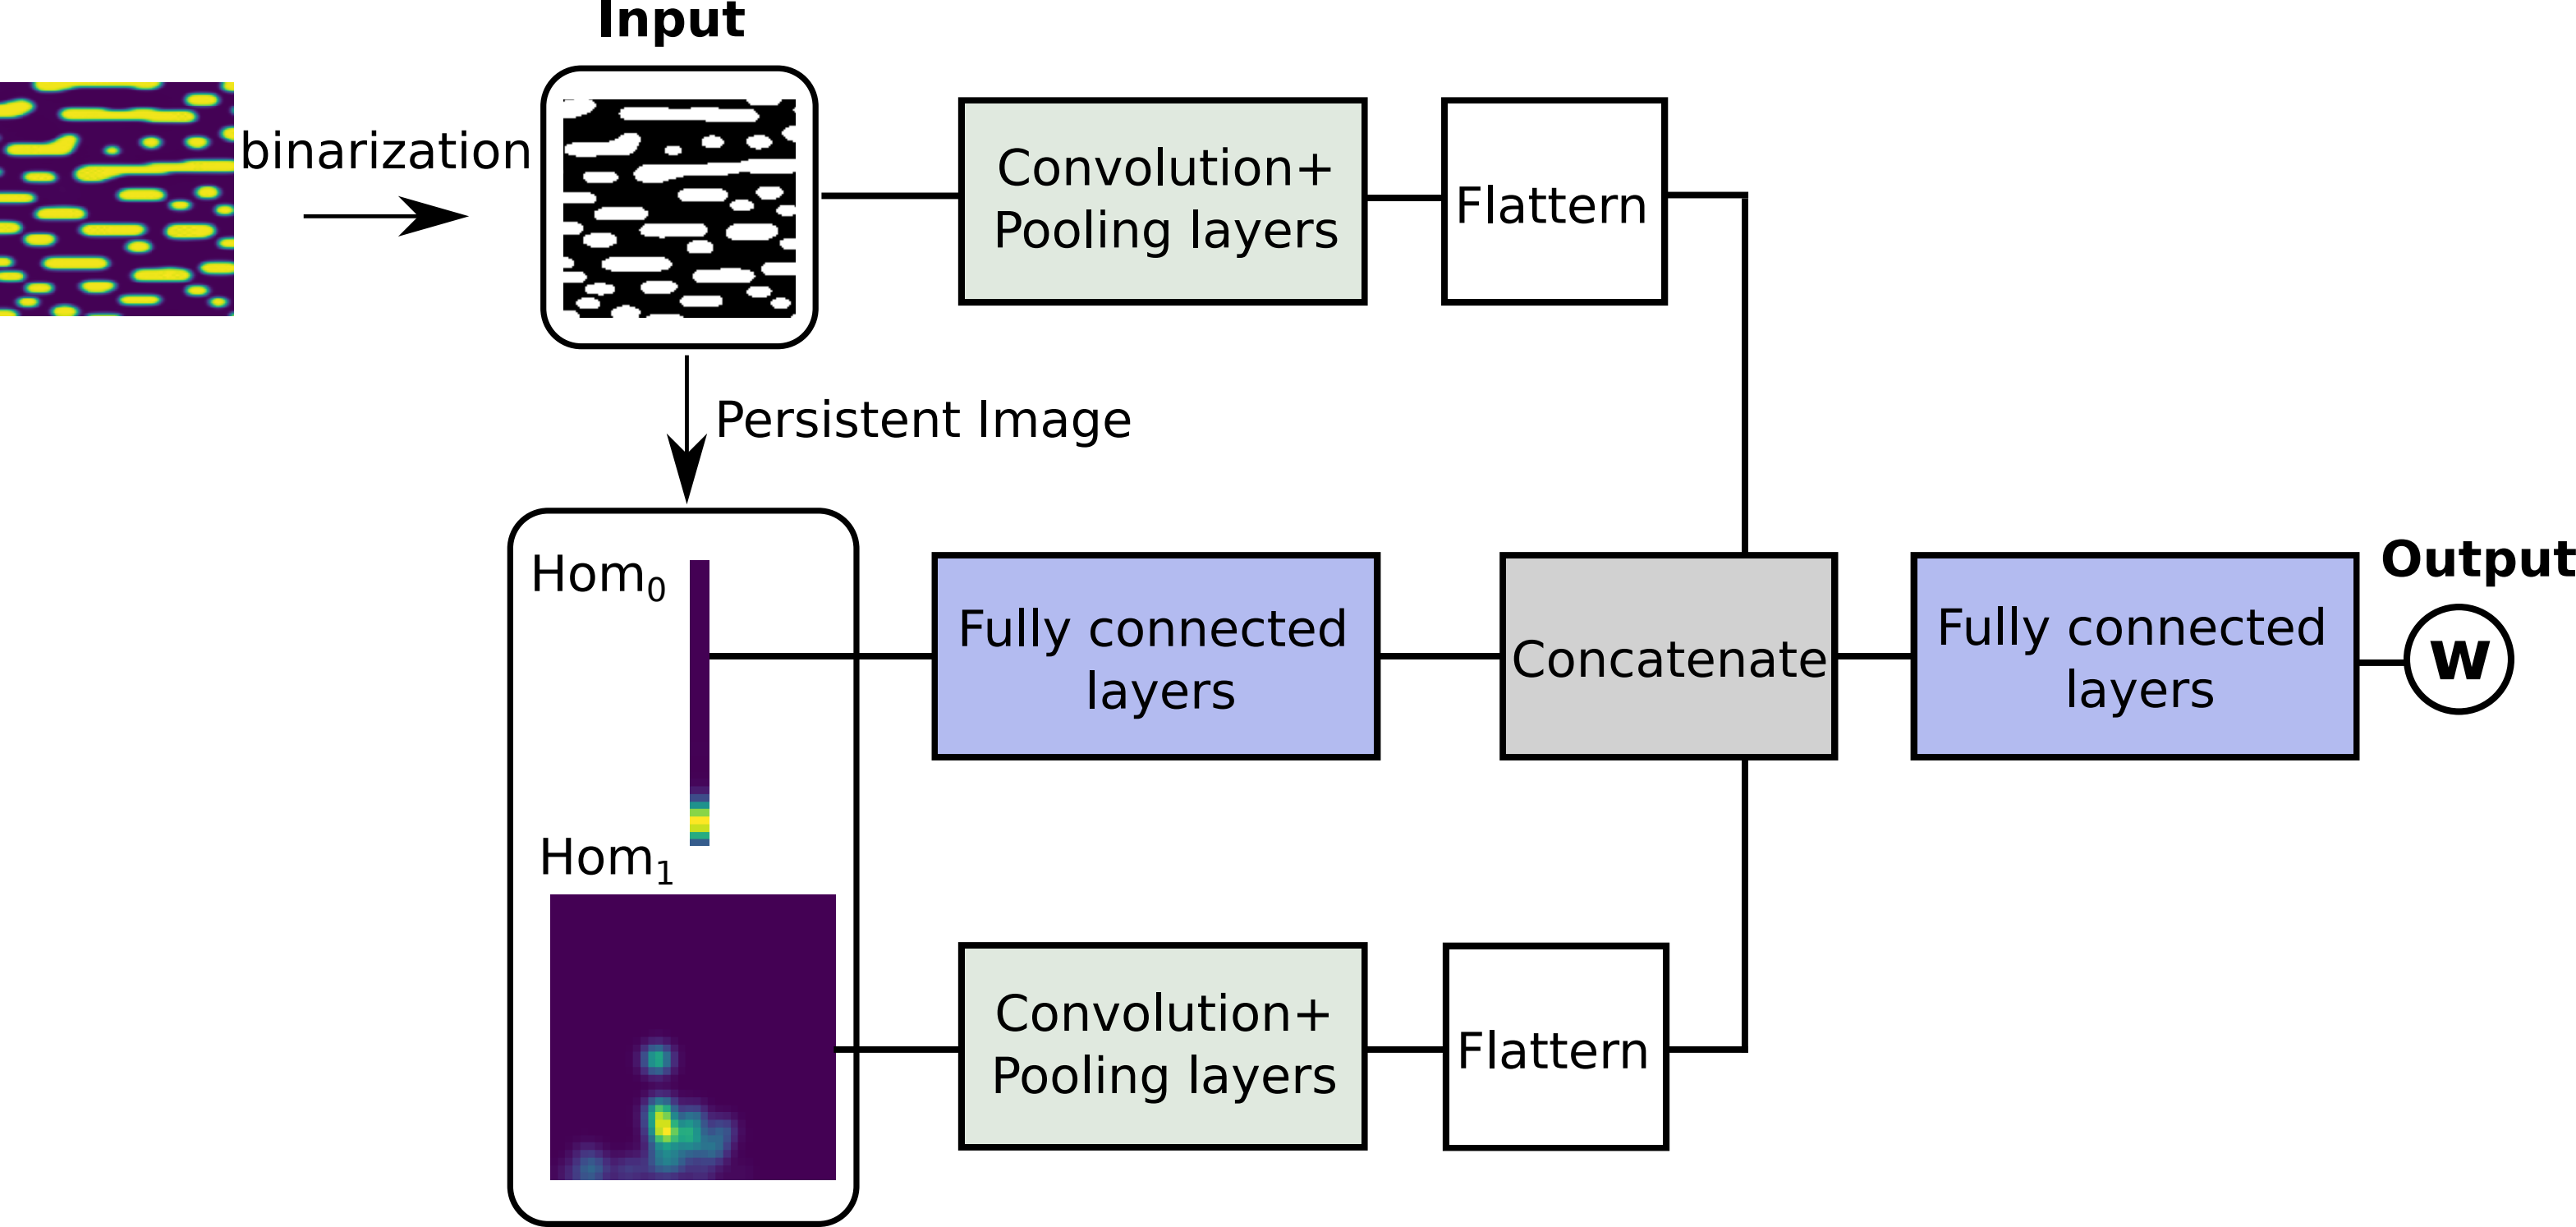 Input
binarization
Convolution+
Pooling layers
Flattern
Persistent Image
Hom₀
Fully connected
layers
Concatenate
Fully connected
layers
Output
w
Hom₁
Convolution+
Pooling layers
Flattern